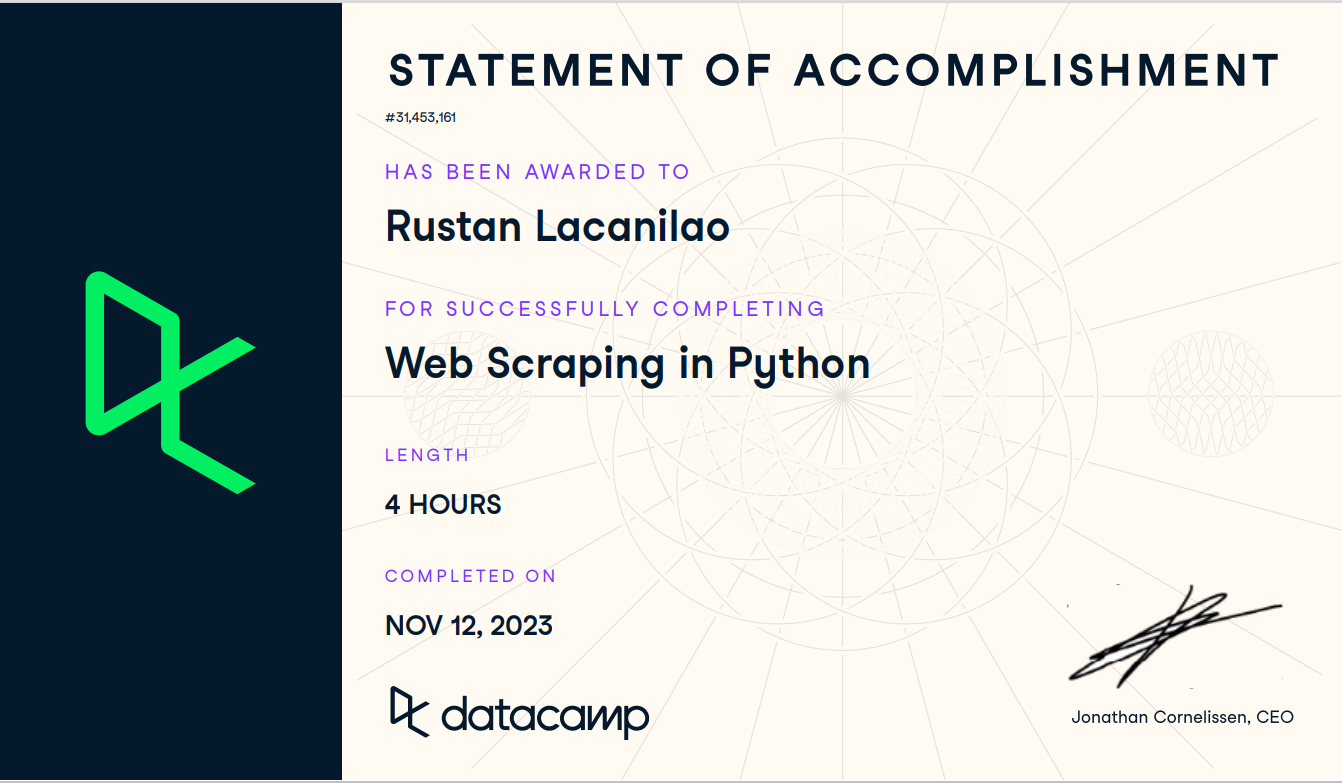 STATEMENT OF ACCOMPLISHMENT
#31,453,161
HAS BEEN AWARDED TO
Rustan Lacanilao
FOR SUCCESSFULLY COMPLETING
Web Scraping in Python
LENGTH
4 HOURS
COMPLETED ON
NOV 12, 2023
datacamp
Jonathan Cornelissen, CEO